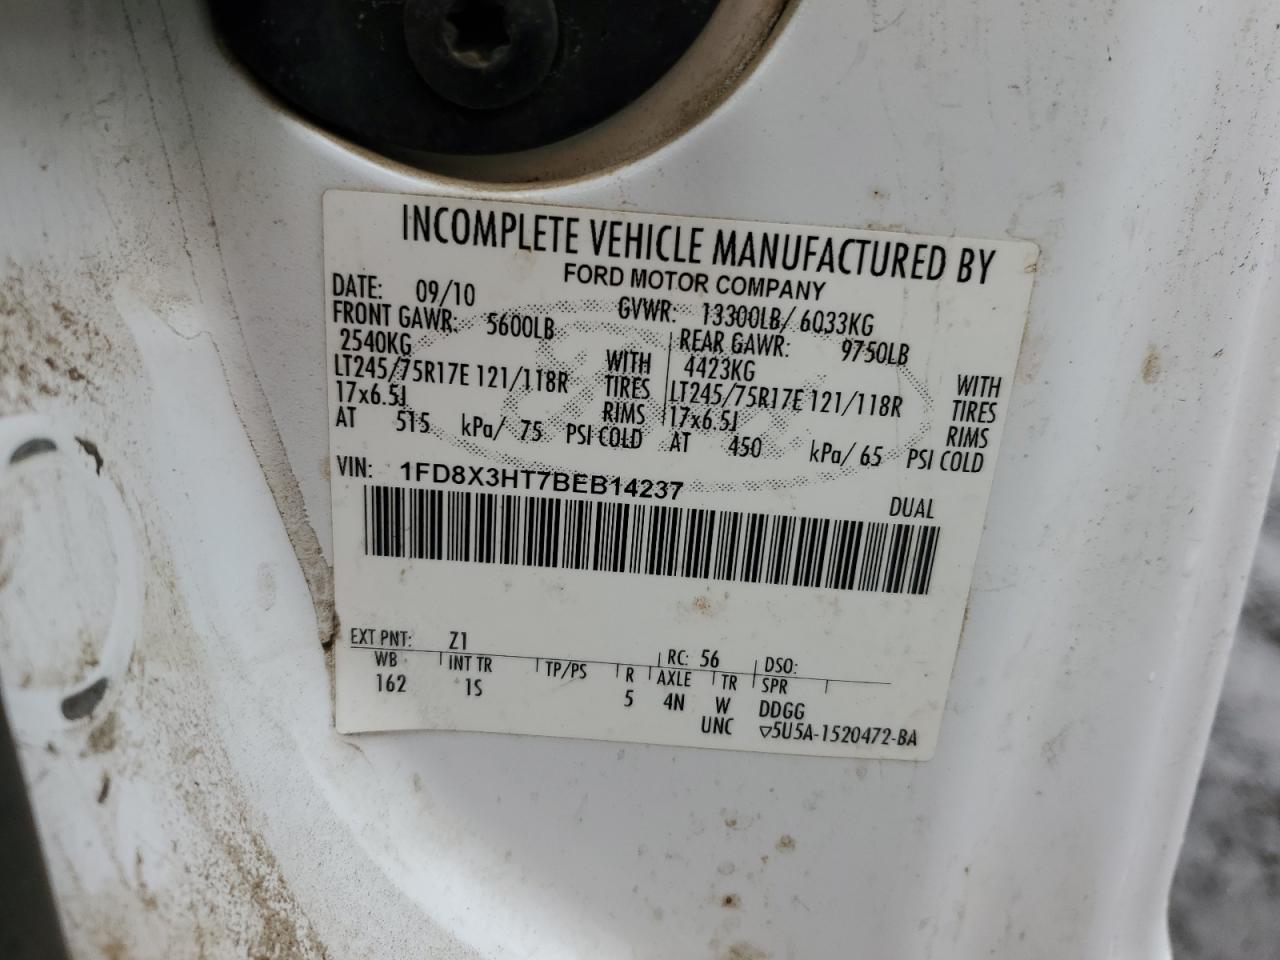 INCOMPLETE VEHICLE MANUFACTURED BY
FORD MOTOR COMPANY
DATE: 09/10 GVWR: 13300LB/ 6033KG
FRONT GAWR: 5600LB REAR GAWR: 9750LB
2540KG WITH 4423KG WITH
LT245/75R17E 121/118R TIRES LT245/75R17E 121/118R TIRES
17x6.5J RIMS 17x6.5J RIMS
AT 515 kPa/ 75 PSI COLD AT 450 kPa/ 65 PSI COLD
VIN: 1FD8X3HT7BEB14237
DUAL
EXT PNT: Z1 RC: 56 DSO:
WB INT TR TP/PS R AXLE TR SPR
162 1S 5 4N W DDGG
UNC ▽5U5A-1520472-BA